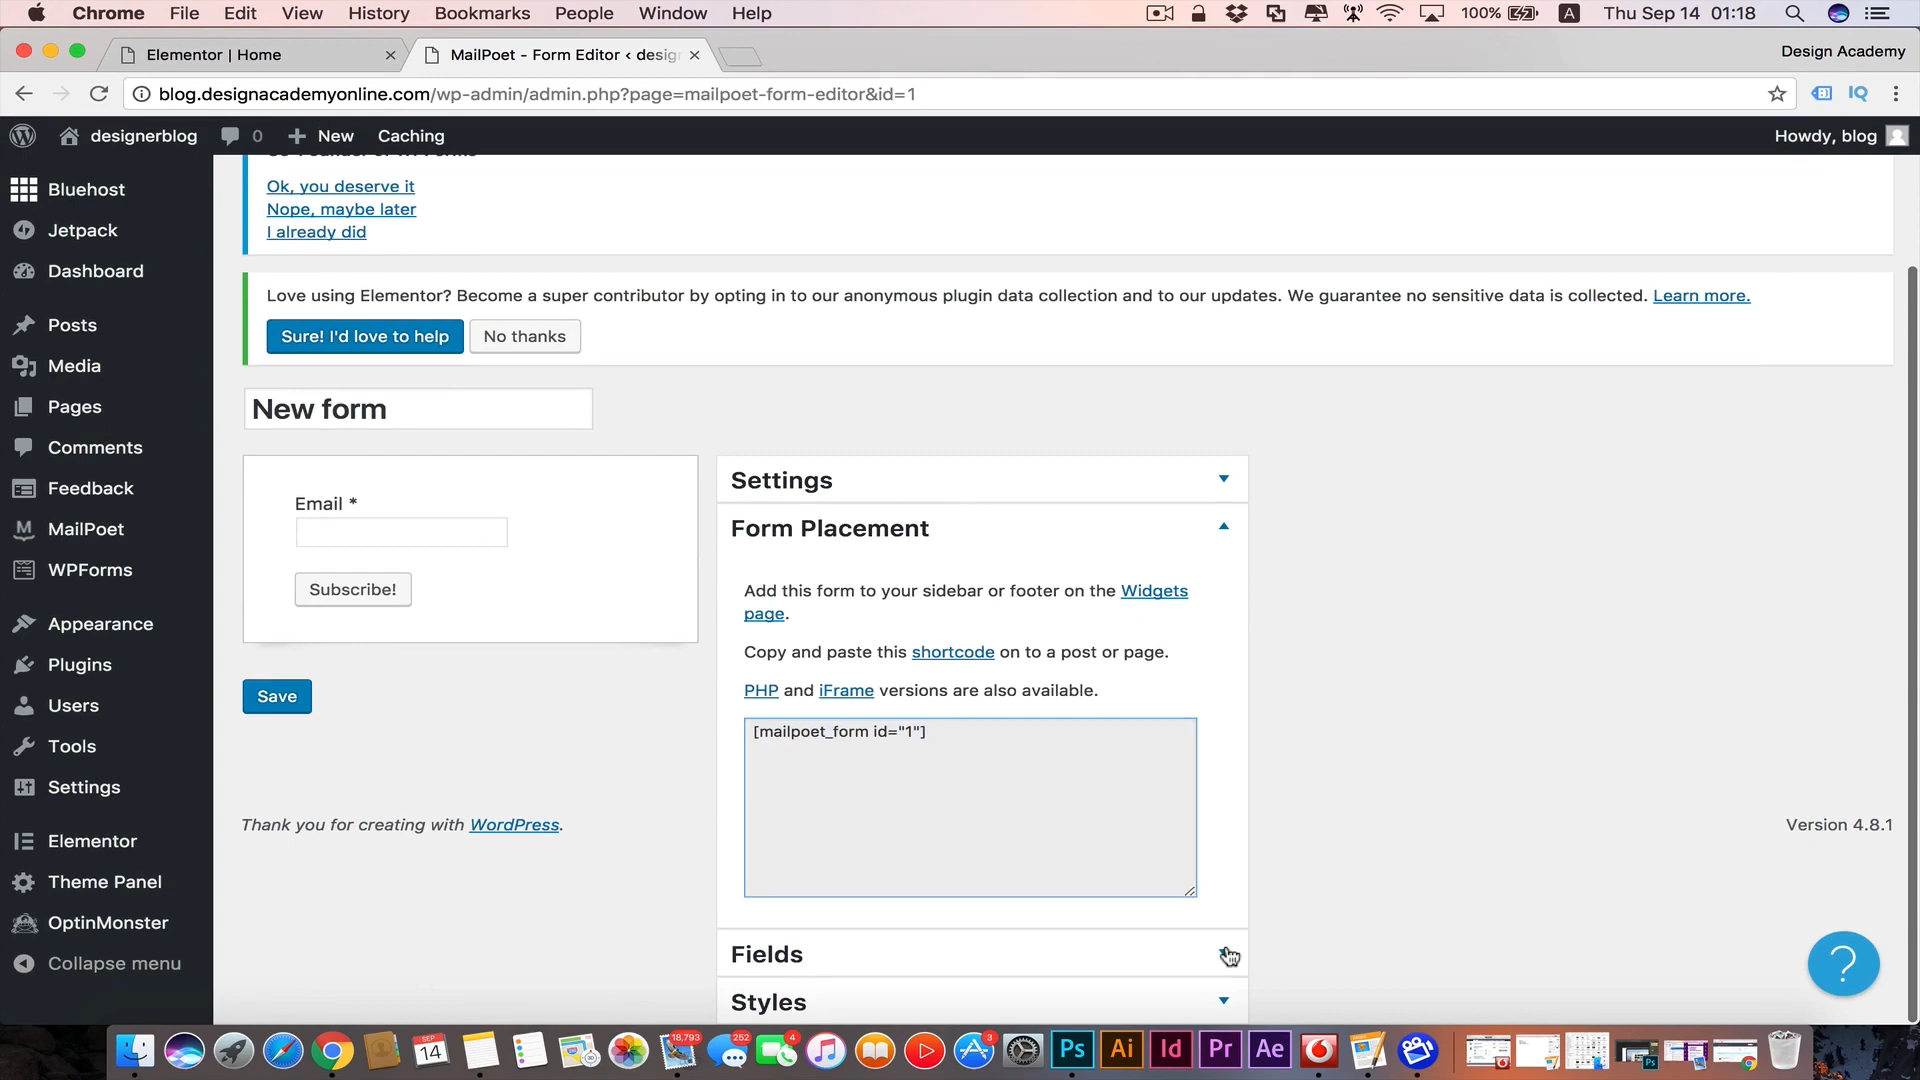 Chrome File Edit View History Bookmarks People Window Help
100% A Thu Sep 14 01:18
Elementor | Home
MailPoet - Form Editor ‹ desig
Design Academy
blog.designacademyonline.com/wp-admin/admin.php?page=mailpoet-form-editor&id=1
IQ
designerblog 0 New Caching
Howdy, blog
Bluehost
Jetpack
Dashboard
Posts
Media
Pages
Comments
Feedback
MailPoet
WPForms
Appearance
Plugins
Users
Tools
Settings
Elementor
Theme Panel
OptinMonster
Collapse menu
Ok, you deserve it
Nope, maybe later
I already did
Love using Elementor? Become a super contributor by opting in to our anonymous plugin data collection and to our updates. We guarantee no sensitive data is collected. Learn more.
Sure! I'd love to help No thanks
New form
Email *
Subscribe!
Save
Settings
Form Placement
Add this form to your sidebar or footer on the Widgets
page.
Copy and paste this shortcode on to a post or page.
PHP and iFrame versions are also available.
[mailpoet_form id="1"]
Fields
Styles
Thank you for creating with WordPress.
Version 4.8.1
?
SEP
14
18,793
252
4
3
Ps Ai Id Pr Ae